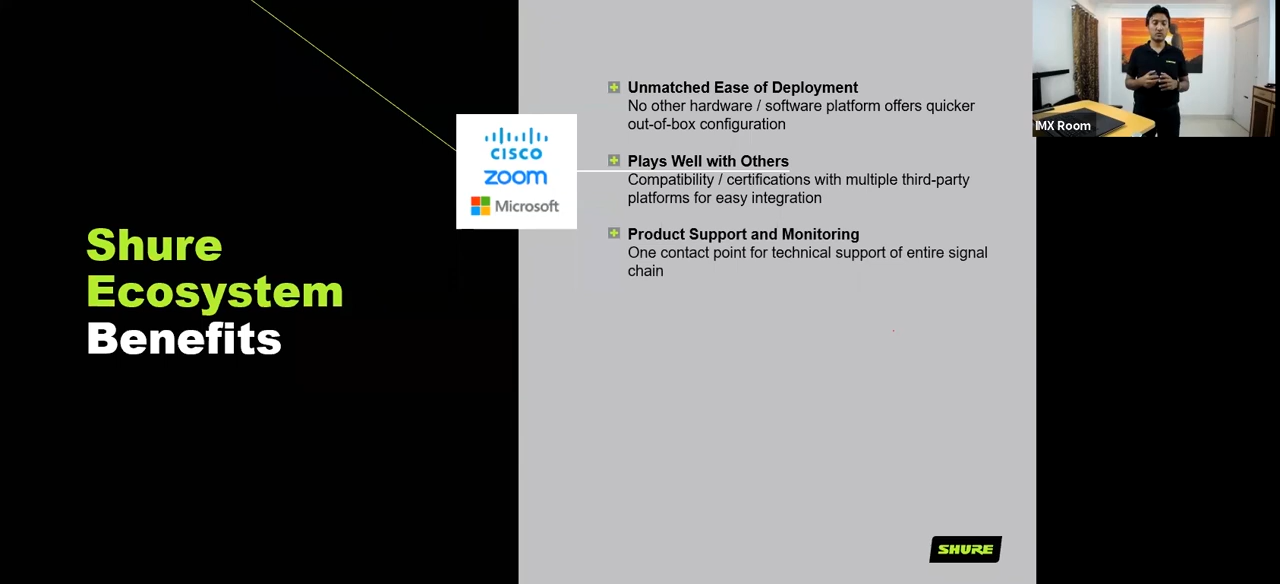 Shure
Ecosystem
Benefits
CISCO
zoom
Microsoft
Unmatched Ease of Deployment
No other hardware / software platform offers quicker
out-of-box configuration
Plays Well with Others
Compatibility / certifications with multiple third-party
platforms for easy integration
Product Support and Monitoring
One contact point for technical support of entire signal
chain
IMX Room
SHURE